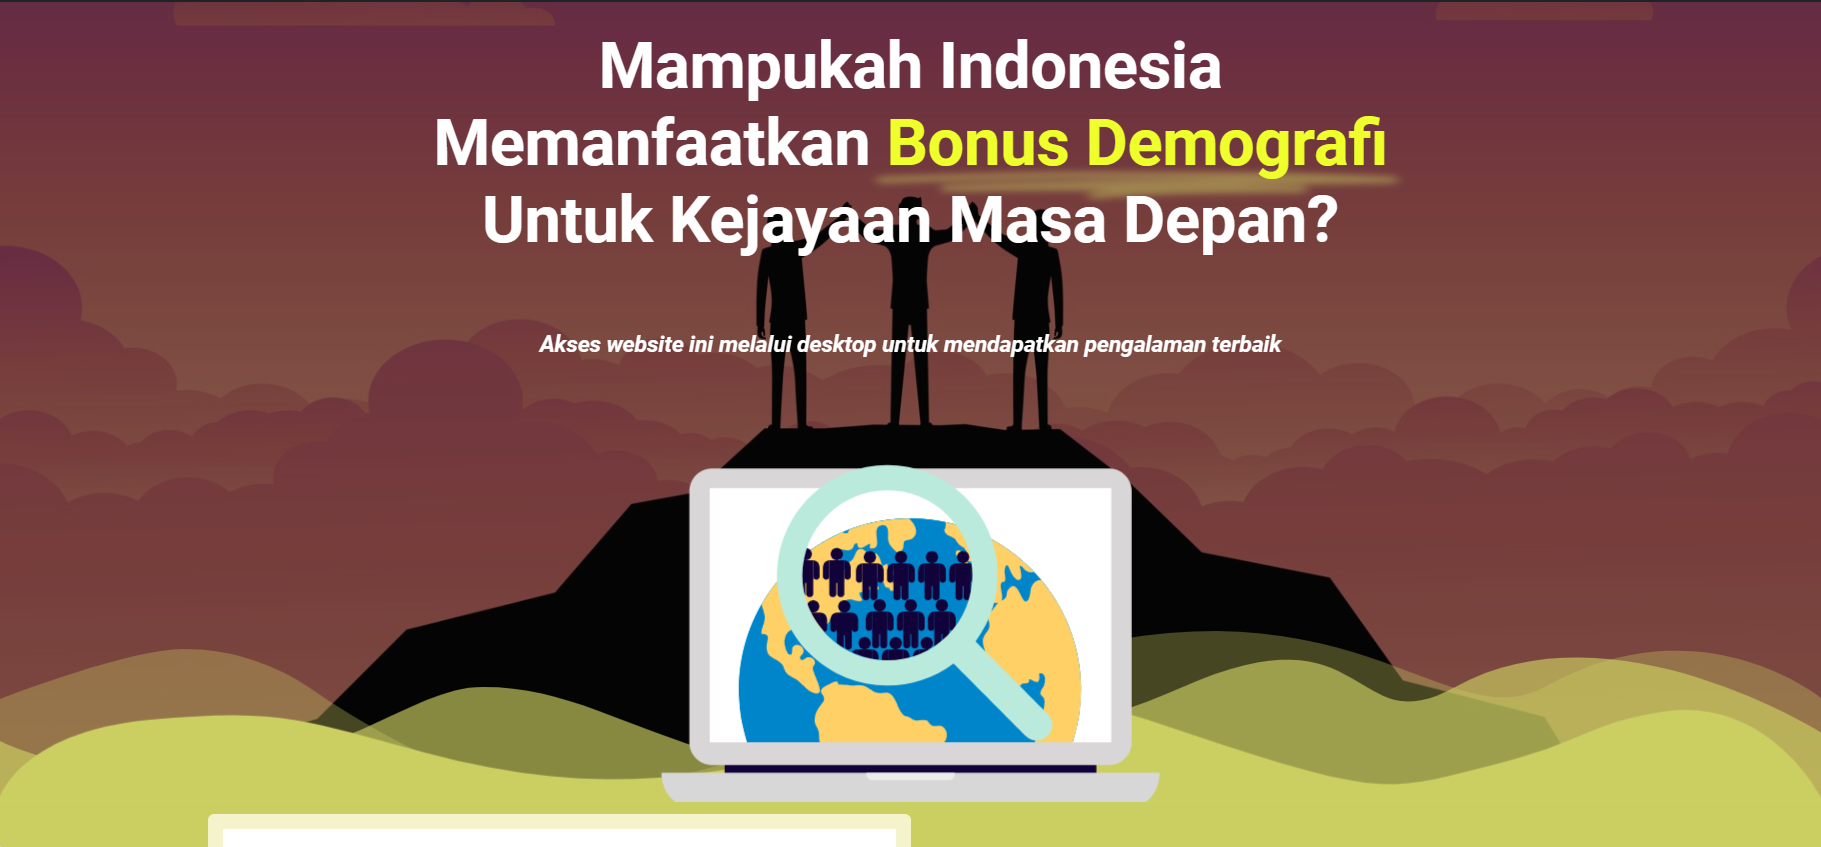 Mampukah Indonesia
Memanfaatkan Bonus Demografi
Untuk Kejayaan Masa Depan?
Akses website ini melalui desktop untuk mendapatkan pengalaman terbaik